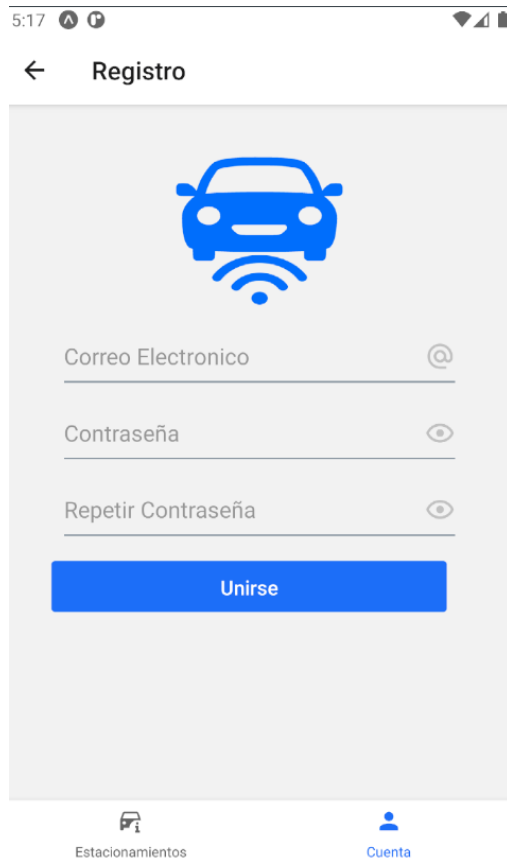 5:17
Registro
Correo Electronico
Contraseña
Repetir Contraseña
Unirse
Estacionamientos
Cuenta